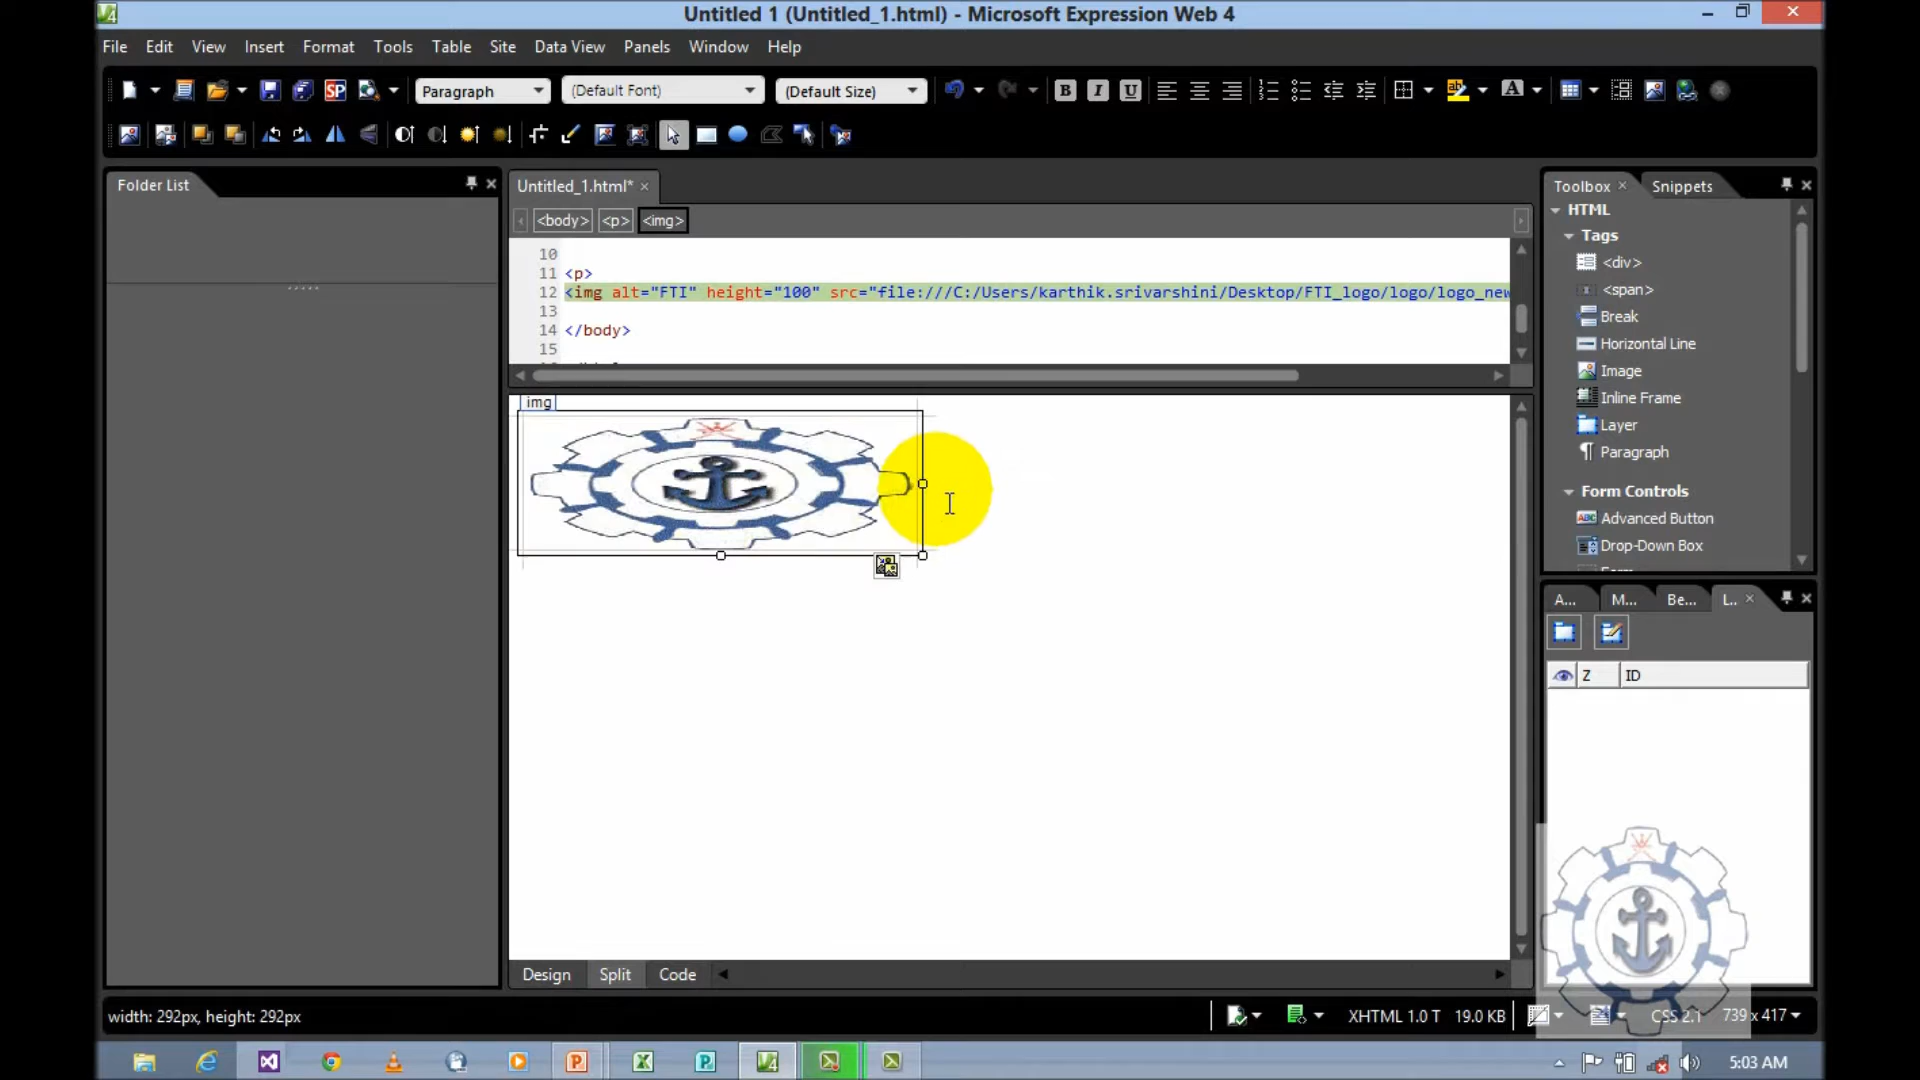 Untitled 1 (Untitled_1.html) - Microsoft Expression Web 4
File Edit View Insert Format Tools Table Site Data View Panels Window Help
SP Paragraph (Default Font) (Default Size) B I U A
Folder List
Untitled_1.html*
<body> <p> <img>
10
11 <p>
12 <img alt="FTI" height="100" src="file:///C:/Users/karthik.srivarshini/Desktop/FTI_logo/logo/logo_new
13
14 </body>
15
img
Design Split Code
Toolbox Snippets
HTML
Tags
<div>
<span>
Break
Horizontal Line
Image
Inline Frame
Layer
Paragraph
Form Controls
Advanced Button
Drop-Down Box
A... M... Be... L..
Z ID
width: 292px, height: 292px
XHTML 1.0 T 19.0 KB CSS 2.1 739 x 417
5:03 AM